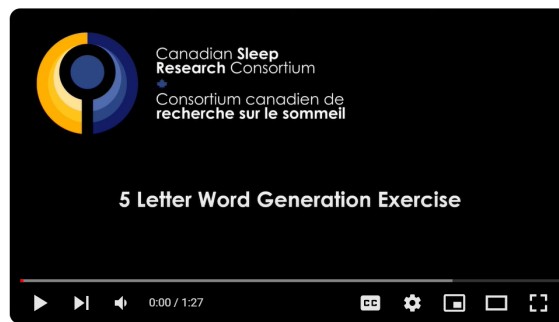 Canadian Sleep
Research Consortium
Consortium canadien de
recherche sur le sommeil
5 Letter Word Generation Exercise
0:00 / 1:27
CC